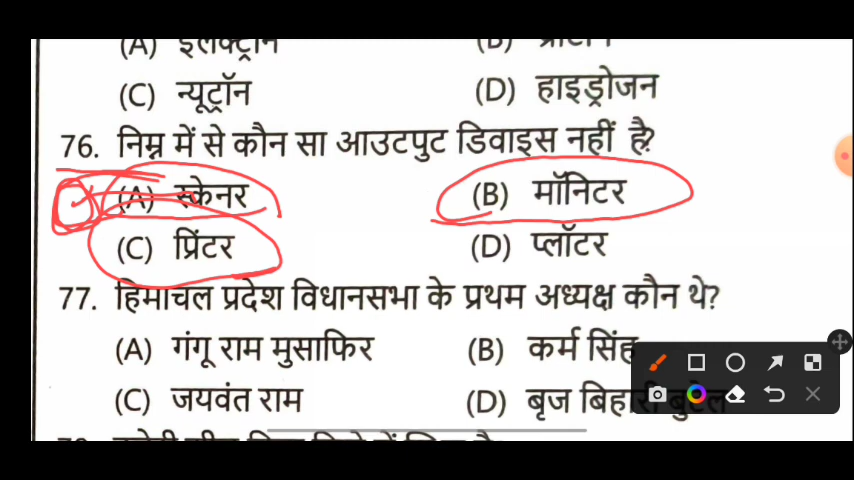 (A) इलेक्ट्रॉन (B) प्रोटॉन
(C) न्यूट्रॉन (D) हाइड्रोजन
76. निम्न में से कौन सा आउटपुट डिवाइस नहीं है?
(A) स्केनर (B) मॉनिटर
(C) प्रिंटर (D) प्लॉटर
77. हिमाचल प्रदेश विधानसभा के प्रथम अध्यक्ष कौन थे?
(A) गंगू राम मुसाफिर (B) कर्म सिंह
(C) जयवंत राम (D) बृज बिहारी बुटेल